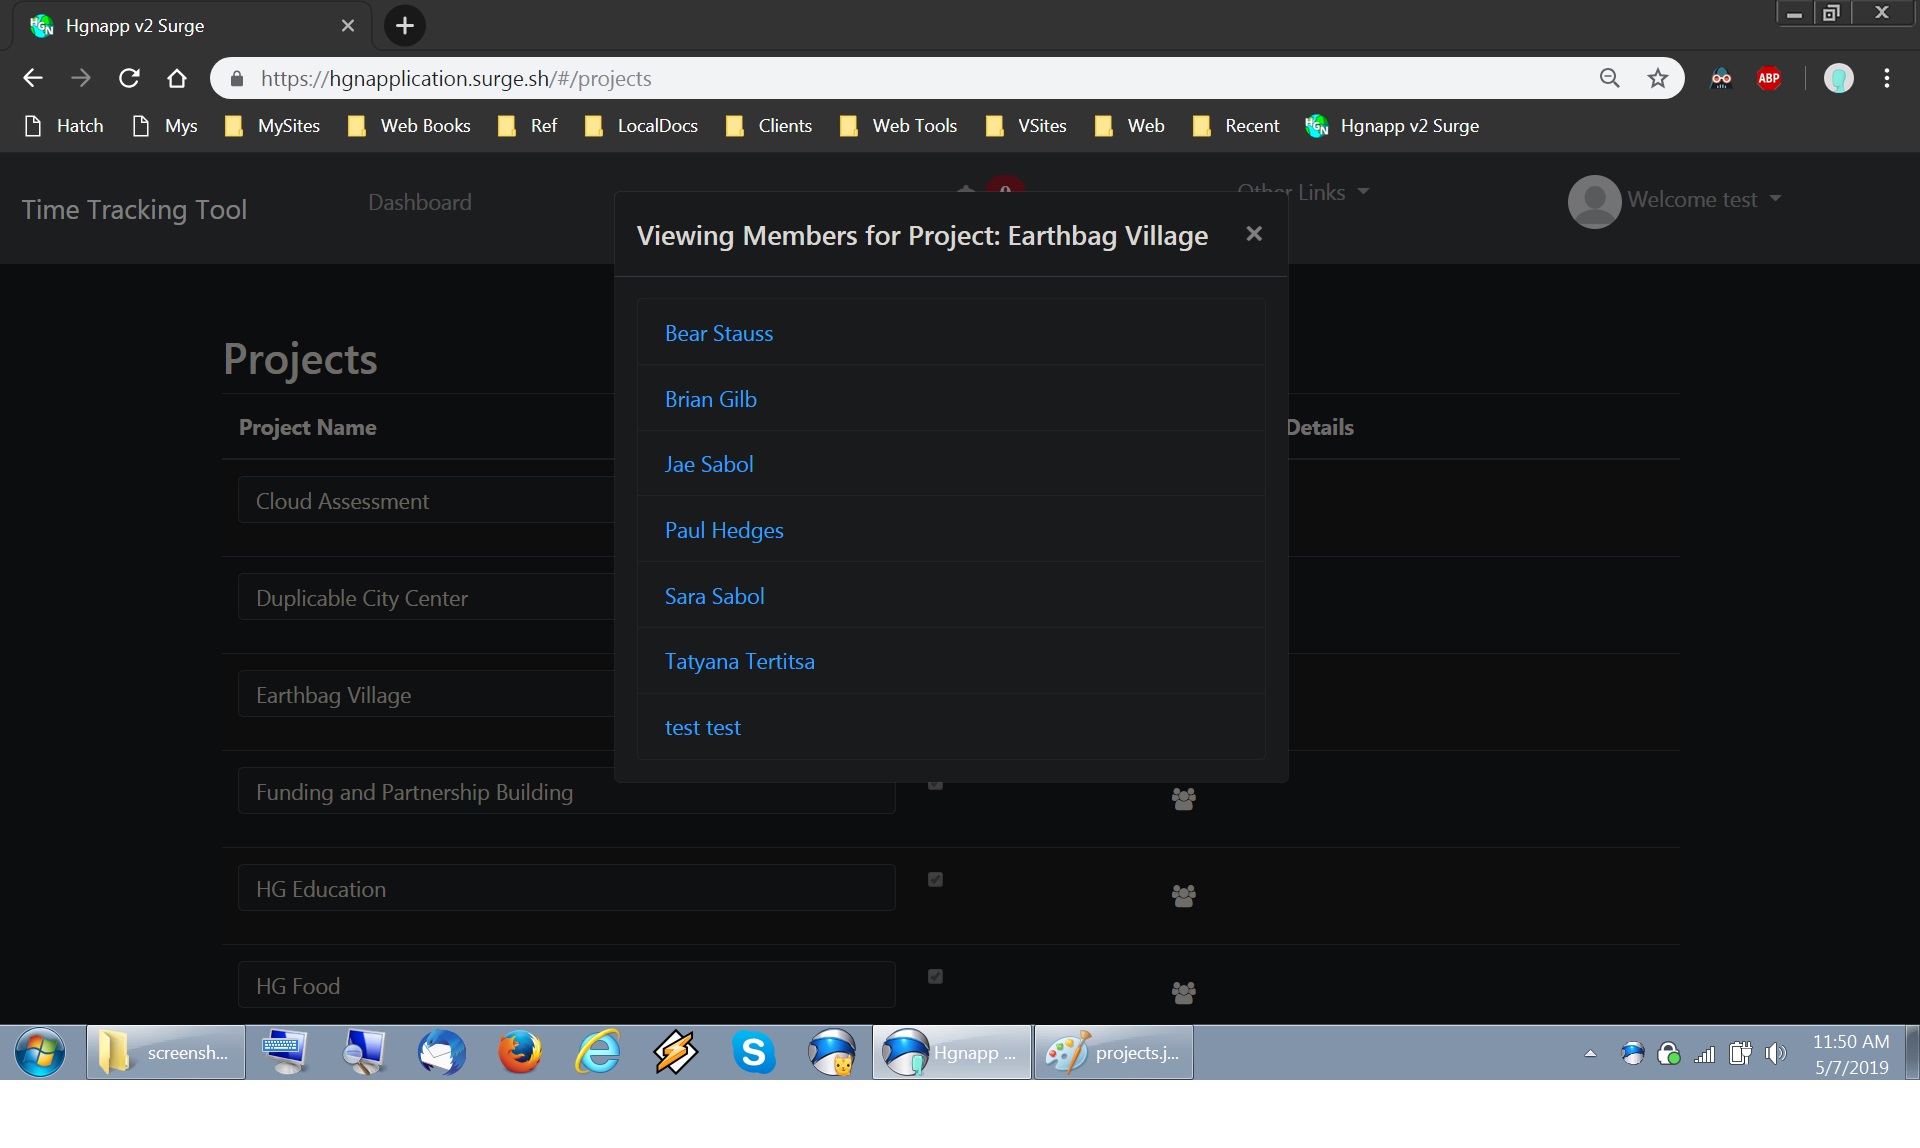 Hgnapp v2 Surge
https://hgnapplication.surge.sh/#/projects
ABP
Hatch Mys MySites Web Books Ref LocalDocs Clients Web Tools VSites Web Recent HGN Hgnapp v2 Surge
Time Tracking Tool Dashboard Other Links Welcome test
Viewing Members for Project: Earthbag Village
Bear Stauss
Brian Gilb
Jae Sabol
Paul Hedges
Sara Sabol
Tatyana Tertitsa
test test
Projects
Project Name Details
Cloud Assessment
Duplicable City Center
Earthbag Village
Funding and Partnership Building
HG Education
HG Food
screensh... Hgnapp ... projects.j...
11:50 AM
5/7/2019